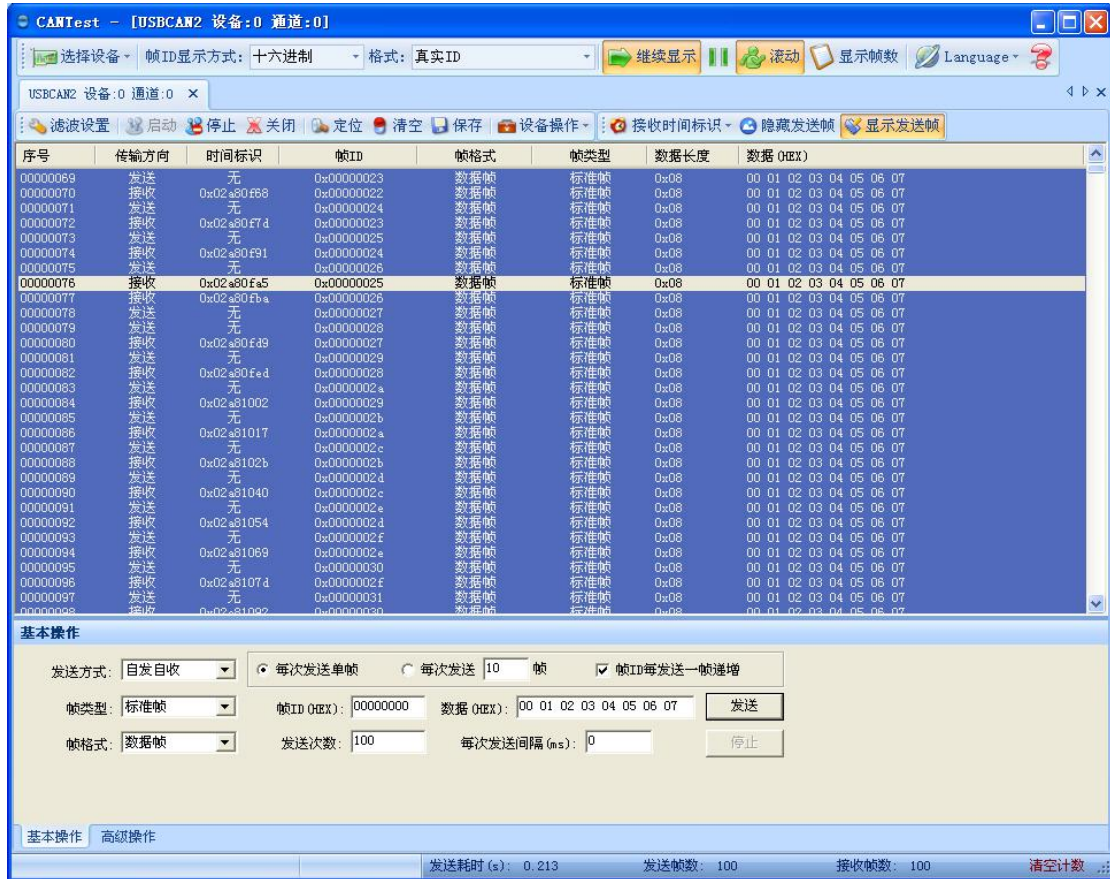 CANTest - [USBCAN2 设备:0 通道:0]
选择设备 帧ID显示方式: 十六进制 格式: 真实ID 继续显示 滚动 显示帧数 Language
USBCAN2 设备:0 通道:0
滤波设置 启动 停止 关闭 定位 清空 保存 设备操作 接收时间标识 隐藏发送帧 显示发送帧
序号 传输方向 时间标识 帧ID 帧格式 帧类型 数据长度 数据(HEX)
00000069 发送 无 0x00000023 数据帧 标准帧 0x08 00 01 02 03 04 05 06 07
00000070 接收 0x02a80f68 0x00000022 数据帧 标准帧 0x08 00 01 02 03 04 05 06 07
00000071 发送 无 0x00000024 数据帧 标准帧 0x08 00 01 02 03 04 05 06 07
00000072 接收 0x02a80f7d 0x00000023 数据帧 标准帧 0x08 00 01 02 03 04 05 06 07
00000073 发送 无 0x00000025 数据帧 标准帧 0x08 00 01 02 03 04 05 06 07
00000074 接收 0x02a80f91 0x00000024 数据帧 标准帧 0x08 00 01 02 03 04 05 06 07
00000075 发送 无 0x00000026 数据帧 标准帧 0x08 00 01 02 03 04 05 06 07
00000076 接收 0x02a80fa5 0x00000025 数据帧 标准帧 0x08 00 01 02 03 04 05 06 07
00000077 接收 0x02a80fba 0x00000026 数据帧 标准帧 0x08 00 01 02 03 04 05 06 07
00000078 发送 无 0x00000027 数据帧 标准帧 0x08 00 01 02 03 04 05 06 07
00000079 发送 无 0x00000028 数据帧 标准帧 0x08 00 01 02 03 04 05 06 07
00000080 接收 0x02a80fd9 0x00000027 数据帧 标准帧 0x08 00 01 02 03 04 05 06 07
00000081 发送 无 0x00000029 数据帧 标准帧 0x08 00 01 02 03 04 05 06 07
00000082 接收 0x02a80fed 0x00000028 数据帧 标准帧 0x08 00 01 02 03 04 05 06 07
00000083 发送 无 0x0000002a 数据帧 标准帧 0x08 00 01 02 03 04 05 06 07
00000084 接收 0x02a81002 0x00000029 数据帧 标准帧 0x08 00 01 02 03 04 05 06 07
00000085 发送 无 0x0000002b 数据帧 标准帧 0x08 00 01 02 03 04 05 06 07
00000086 接收 0x02a81017 0x0000002a 数据帧 标准帧 0x08 00 01 02 03 04 05 06 07
00000087 发送 无 0x0000002c 数据帧 标准帧 0x08 00 01 02 03 04 05 06 07
00000088 接收 0x02a8102b 0x0000002b 数据帧 标准帧 0x08 00 01 02 03 04 05 06 07
00000089 发送 无 0x0000002d 数据帧 标准帧 0x08 00 01 02 03 04 05 06 07
00000090 接收 0x02a81040 0x0000002c 数据帧 标准帧 0x08 00 01 02 03 04 05 06 07
00000091 发送 无 0x0000002e 数据帧 标准帧 0x08 00 01 02 03 04 05 06 07
00000092 接收 0x02a81054 0x0000002d 数据帧 标准帧 0x08 00 01 02 03 04 05 06 07
00000093 发送 无 0x0000002f 数据帧 标准帧 0x08 00 01 02 03 04 05 06 07
00000094 接收 0x02a81069 0x0000002e 数据帧 标准帧 0x08 00 01 02 03 04 05 06 07
00000095 发送 无 0x00000030 数据帧 标准帧 0x08 00 01 02 03 04 05 06 07
00000096 接收 0x02a8107d 0x0000002f 数据帧 标准帧 0x08 00 01 02 03 04 05 06 07
00000097 发送 无 0x00000031 数据帧 标准帧 0x08 00 01 02 03 04 05 06 07
00000098 接收 0x02a81092 0x00000030 数据帧 标准帧 0x08 00 01 02 03 04 05 06 07
基本操作
发送方式: 自发自收 每次发送单帧 每次发送 10 帧 帧ID每发送一帧递增
帧类型: 标准帧 帧ID(HEX): 00000000 数据(HEX): 00 01 02 03 04 05 06 07 发送
帧格式: 数据帧 发送次数: 100 每次发送间隔(ms): 0 停止
基本操作 高级操作
发送耗时(s): 0.213 发送帧数: 100 接收帧数: 100 清空计数